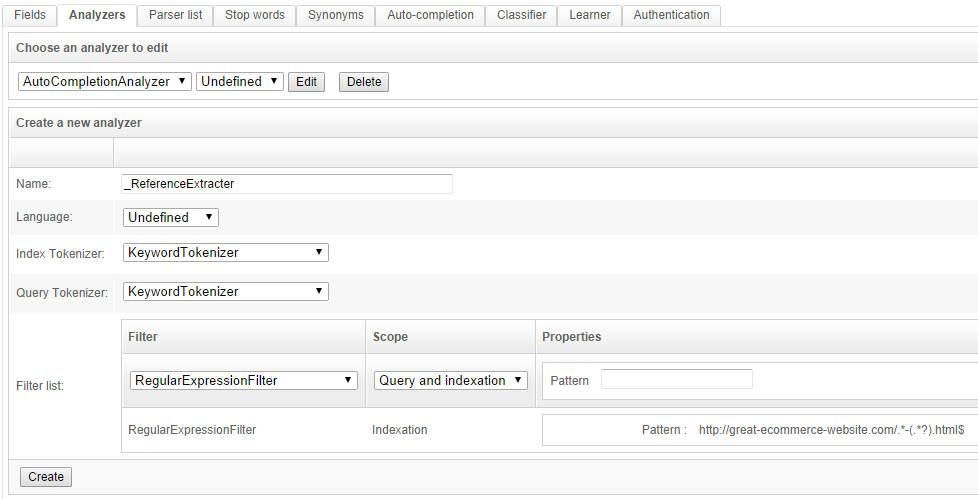 Fields Analyzers Parser list Stop words Synonyms Auto-completion Classifier Learner Authentication
Choose an analyzer to edit
AutoCompletionAnalyzer Undefined Edit Delete
Create a new analyzer
Name: _ReferenceExtracter
Language: Undefined
Index Tokenizer: KeywordTokenizer
Query Tokenizer: KeywordTokenizer
Filter Scope Properties
Filter list: RegularExpressionFilter Query and indexation Pattern
RegularExpressionFilter Indexation Pattern : http://great-ecommerce-website.com/.*-(.*?).html$
Create